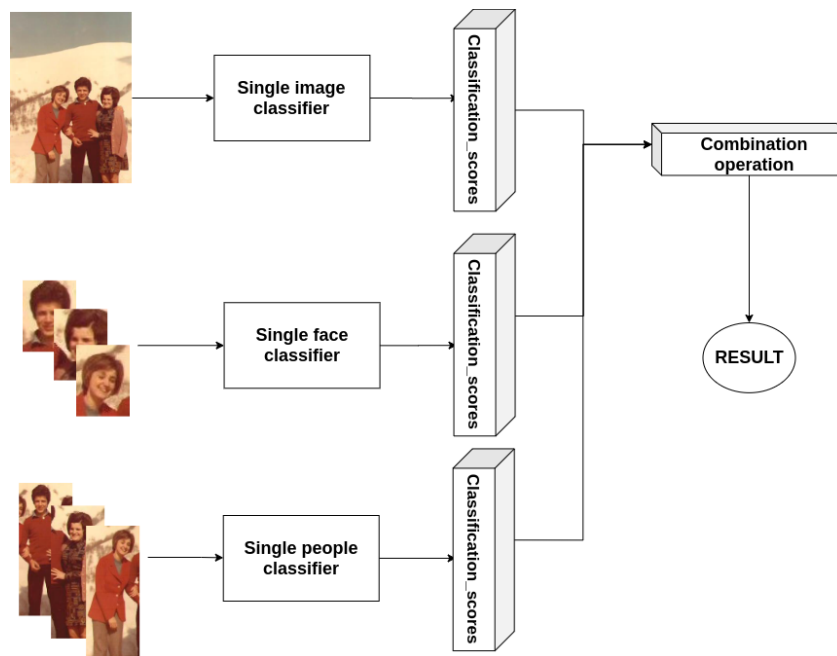 Single image
classifier
Classification_scores
Combination
operation
Single face
classifier
Classification_scores
RESULT
Single people
classifier
Classification_scores